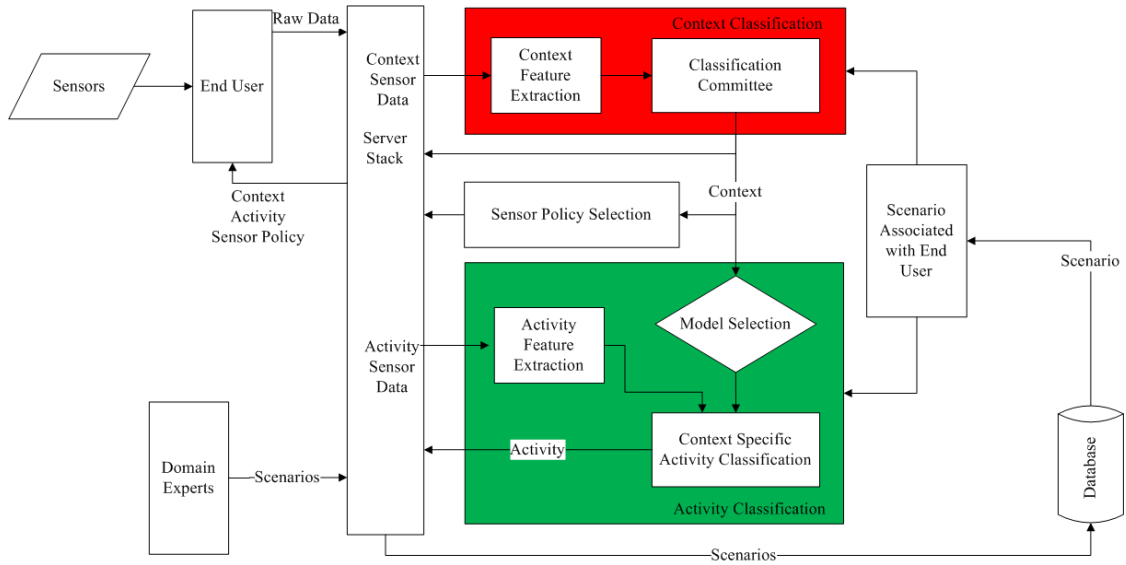 Raw Data
Context Classification
Sensors
End User
Context
Sensor
Data
Context
Feature
Extraction
Classification
Committee
Server
Stack
Context
Activity
Sensor Policy
Context
Sensor Policy Selection
Scenario
Associated
with End
User
Scenario
Activity
Sensor
Data
Activity
Feature
Extraction
Model Selection
Domain
Experts
Scenarios
Activity
Context Specific
Activity Classification
Activity Classification
Database
Scenarios